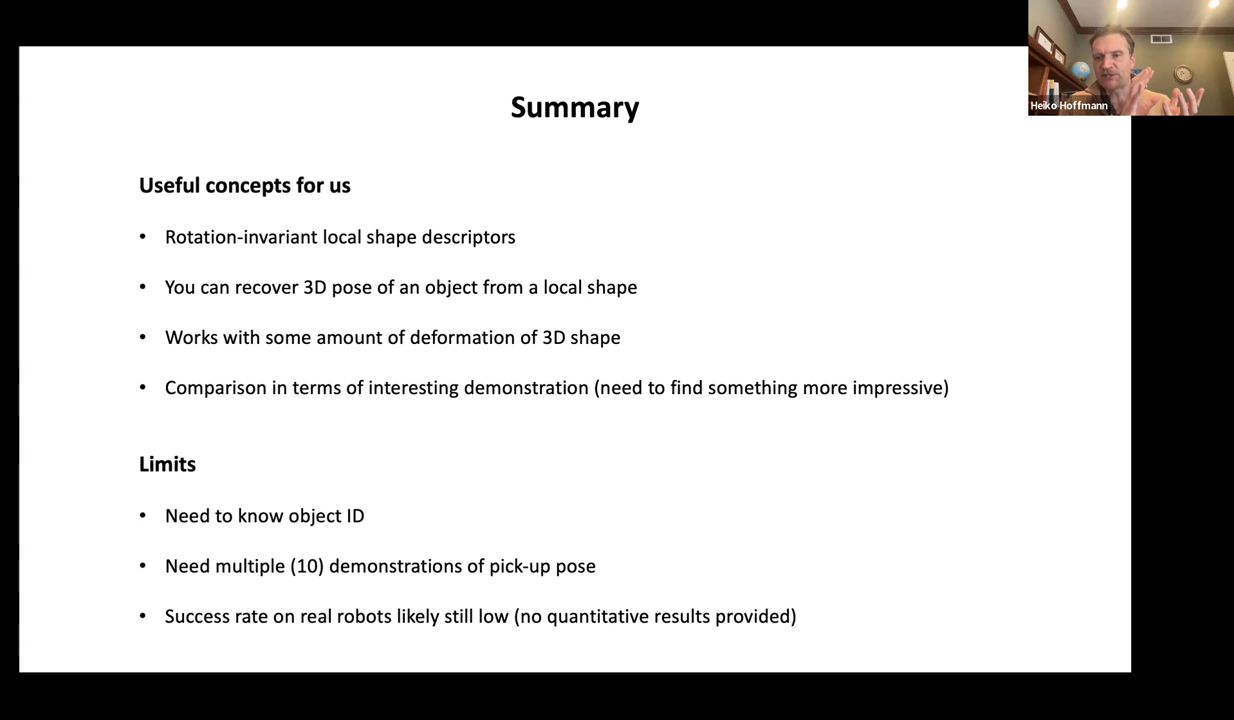 Heiko Hoffmann
Summary
Useful concepts for us
• Rotation-invariant local shape descriptors
• You can recover 3D pose of an object from a local shape
• Works with some amount of deformation of 3D shape
• Comparison in terms of interesting demonstration (need to find something more impressive)
Limits
• Need to know object ID
• Need multiple (10) demonstrations of pick-up pose
• Success rate on real robots likely still low (no quantitative results provided)